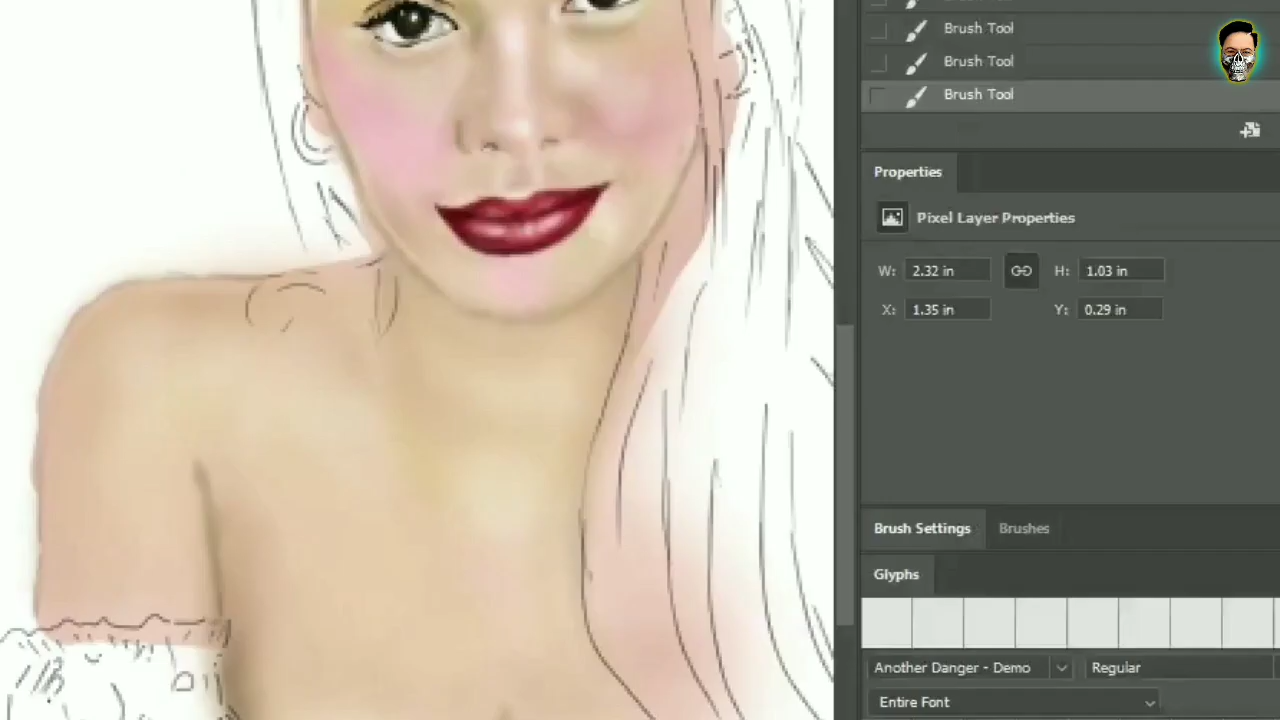 Brush Tool
Brush Tool
Brush Tool
Properties
Pixel Layer Properties
W: 2.32 in H: 1.03 in
X: 1.35 in Y: 0.29 in
Brush Settings Brushes
Glyphs
Another Danger - Demo Regular
Entire Font